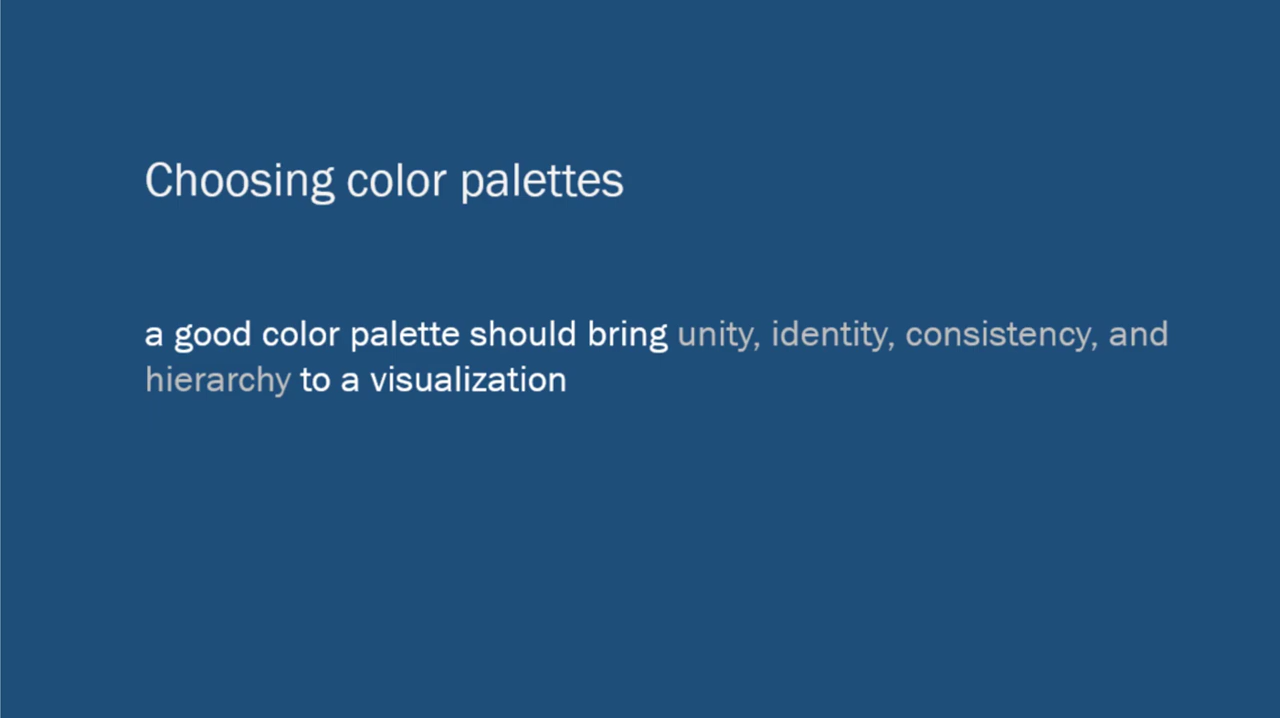 Choosing color palettes
a good color palette should bring unity, identity, consistency, and
hierarchy to a visualization